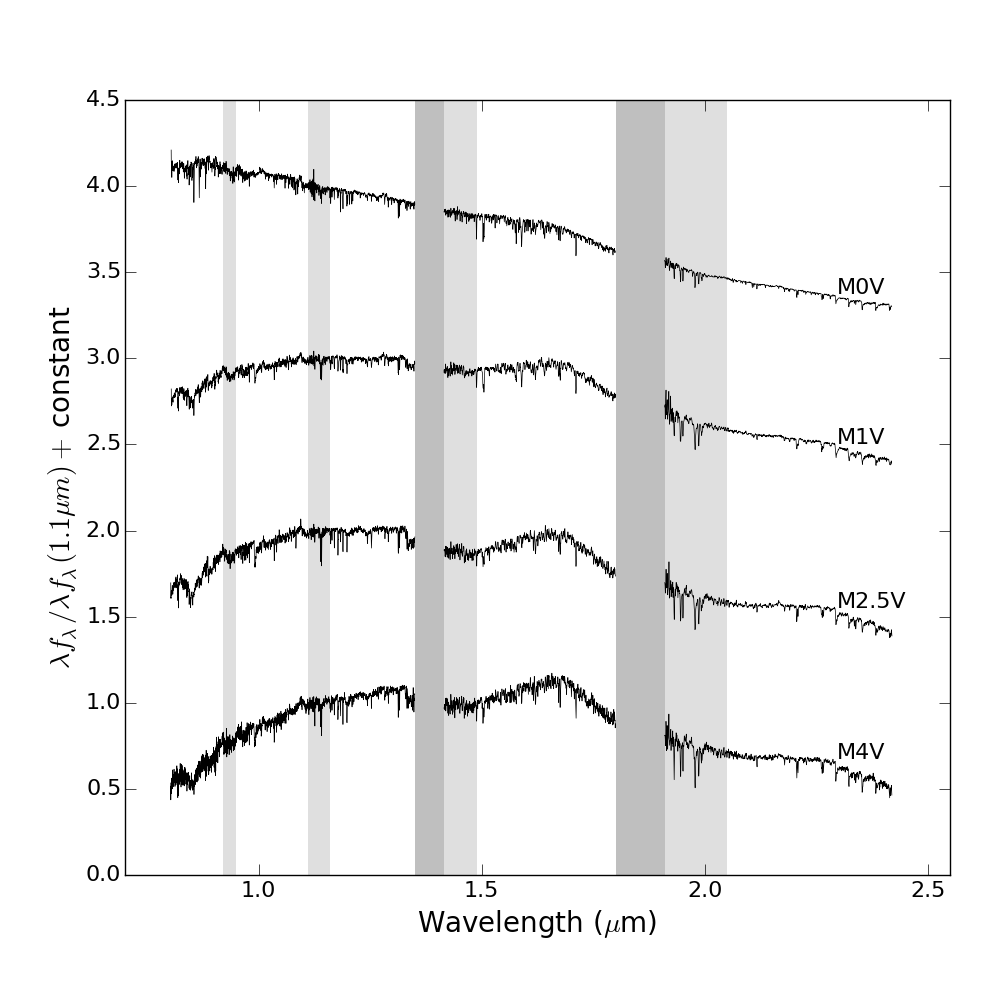 4.5
4.0
3.5
3.0
2.5
2.0
1.5
1.0
0.5
0.0
λf_λ/λf_λ(1.1μm) + constant
M0V
M1V
M2.5V
M4V
1.0 1.5 2.0 2.5
Wavelength (μm)